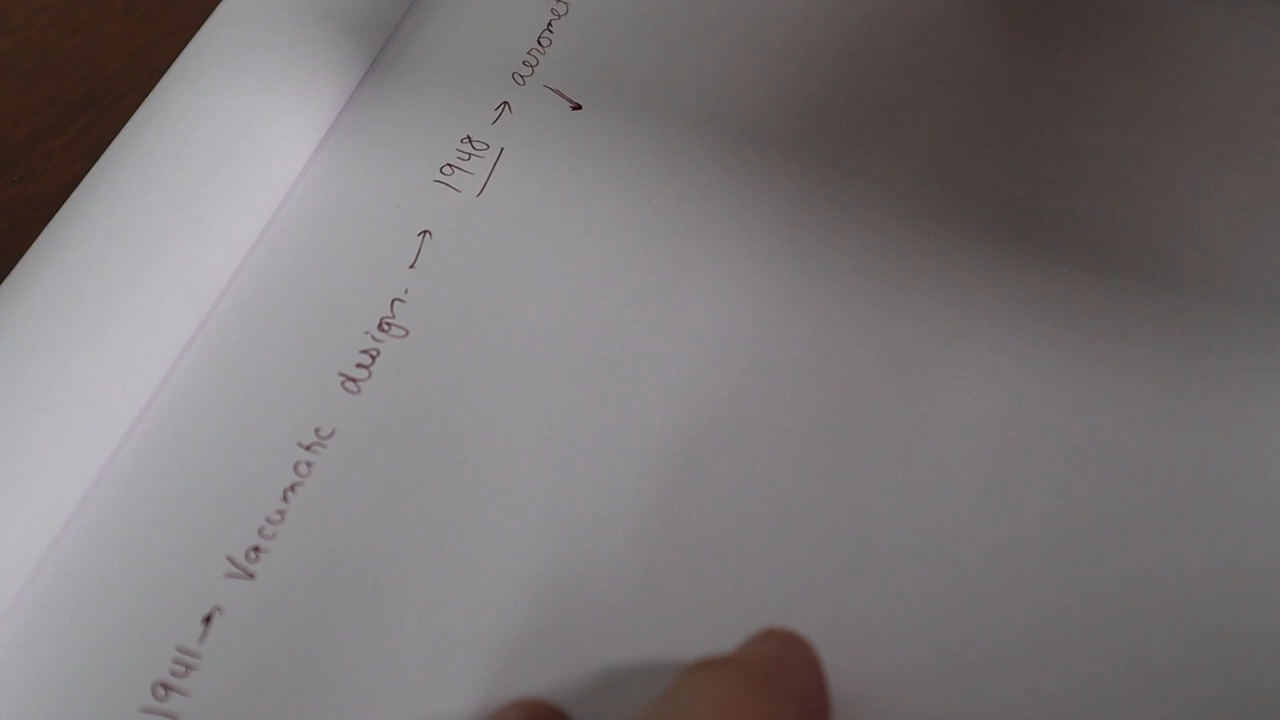 1941 → Vacumatic design. → 1948 →